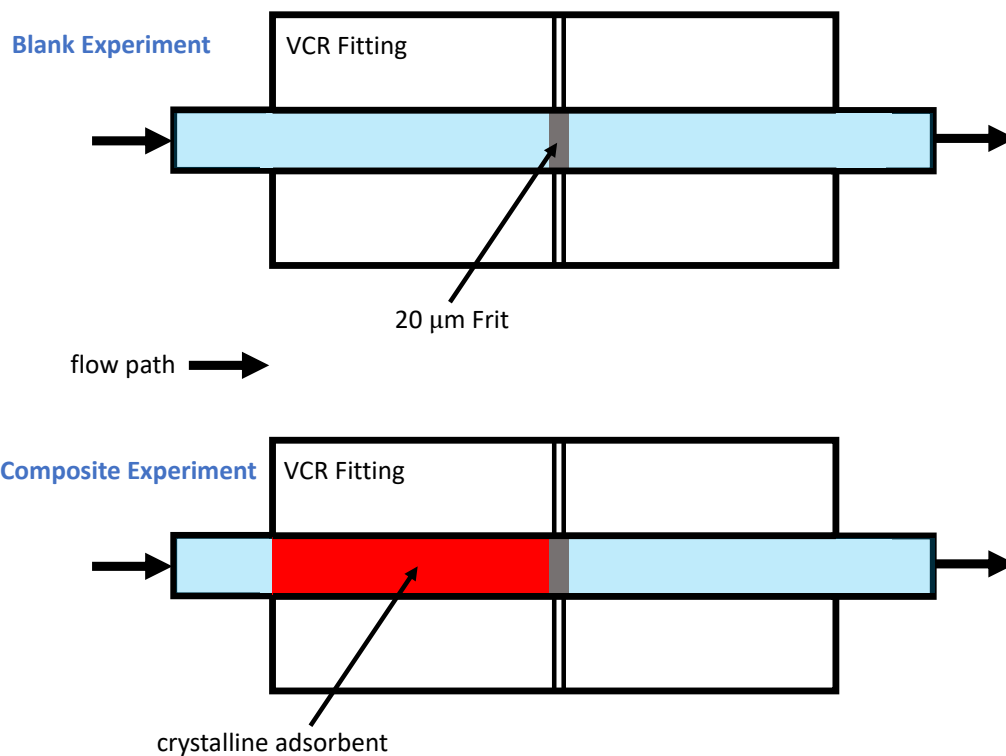 Blank Experiment
VCR Fitting
20 μm Frit
flow path
Composite Experiment
VCR Fitting
crystalline adsorbent